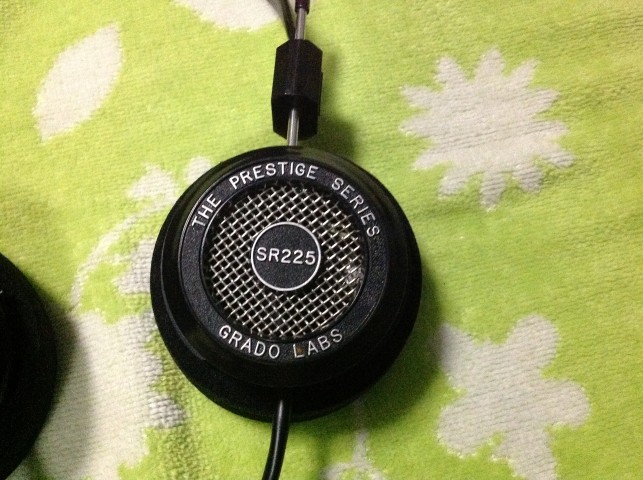 THE PRESTIGE SERIES
SR225
GRADO LABS